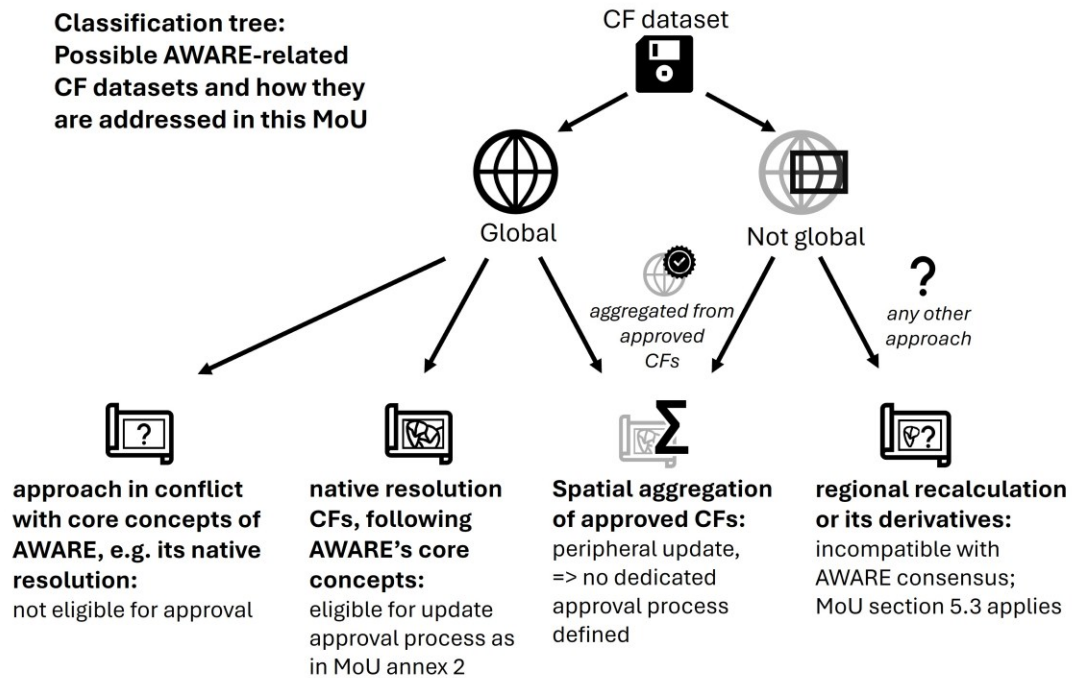 Classification tree:
Possible AWARE-related
CF datasets and how they
are addressed in this MoU
CF dataset
Global
Not global
aggregated from
approved
CFs
?
any other
approach
?
approach in conflict
with core concepts of
AWARE, e.g. its native
resolution:
not eligible for approval
native resolution
CFs, following
AWARE's core
concepts:
eligible for update
approval process as
in MoU annex 2
Σ
Spatial aggregation
of approved CFs:
peripheral update,
=> no dedicated
approval process
defined
?
regional recalculation
or its derivatives:
incompatible with
AWARE consensus;
MoU section 5.3 applies